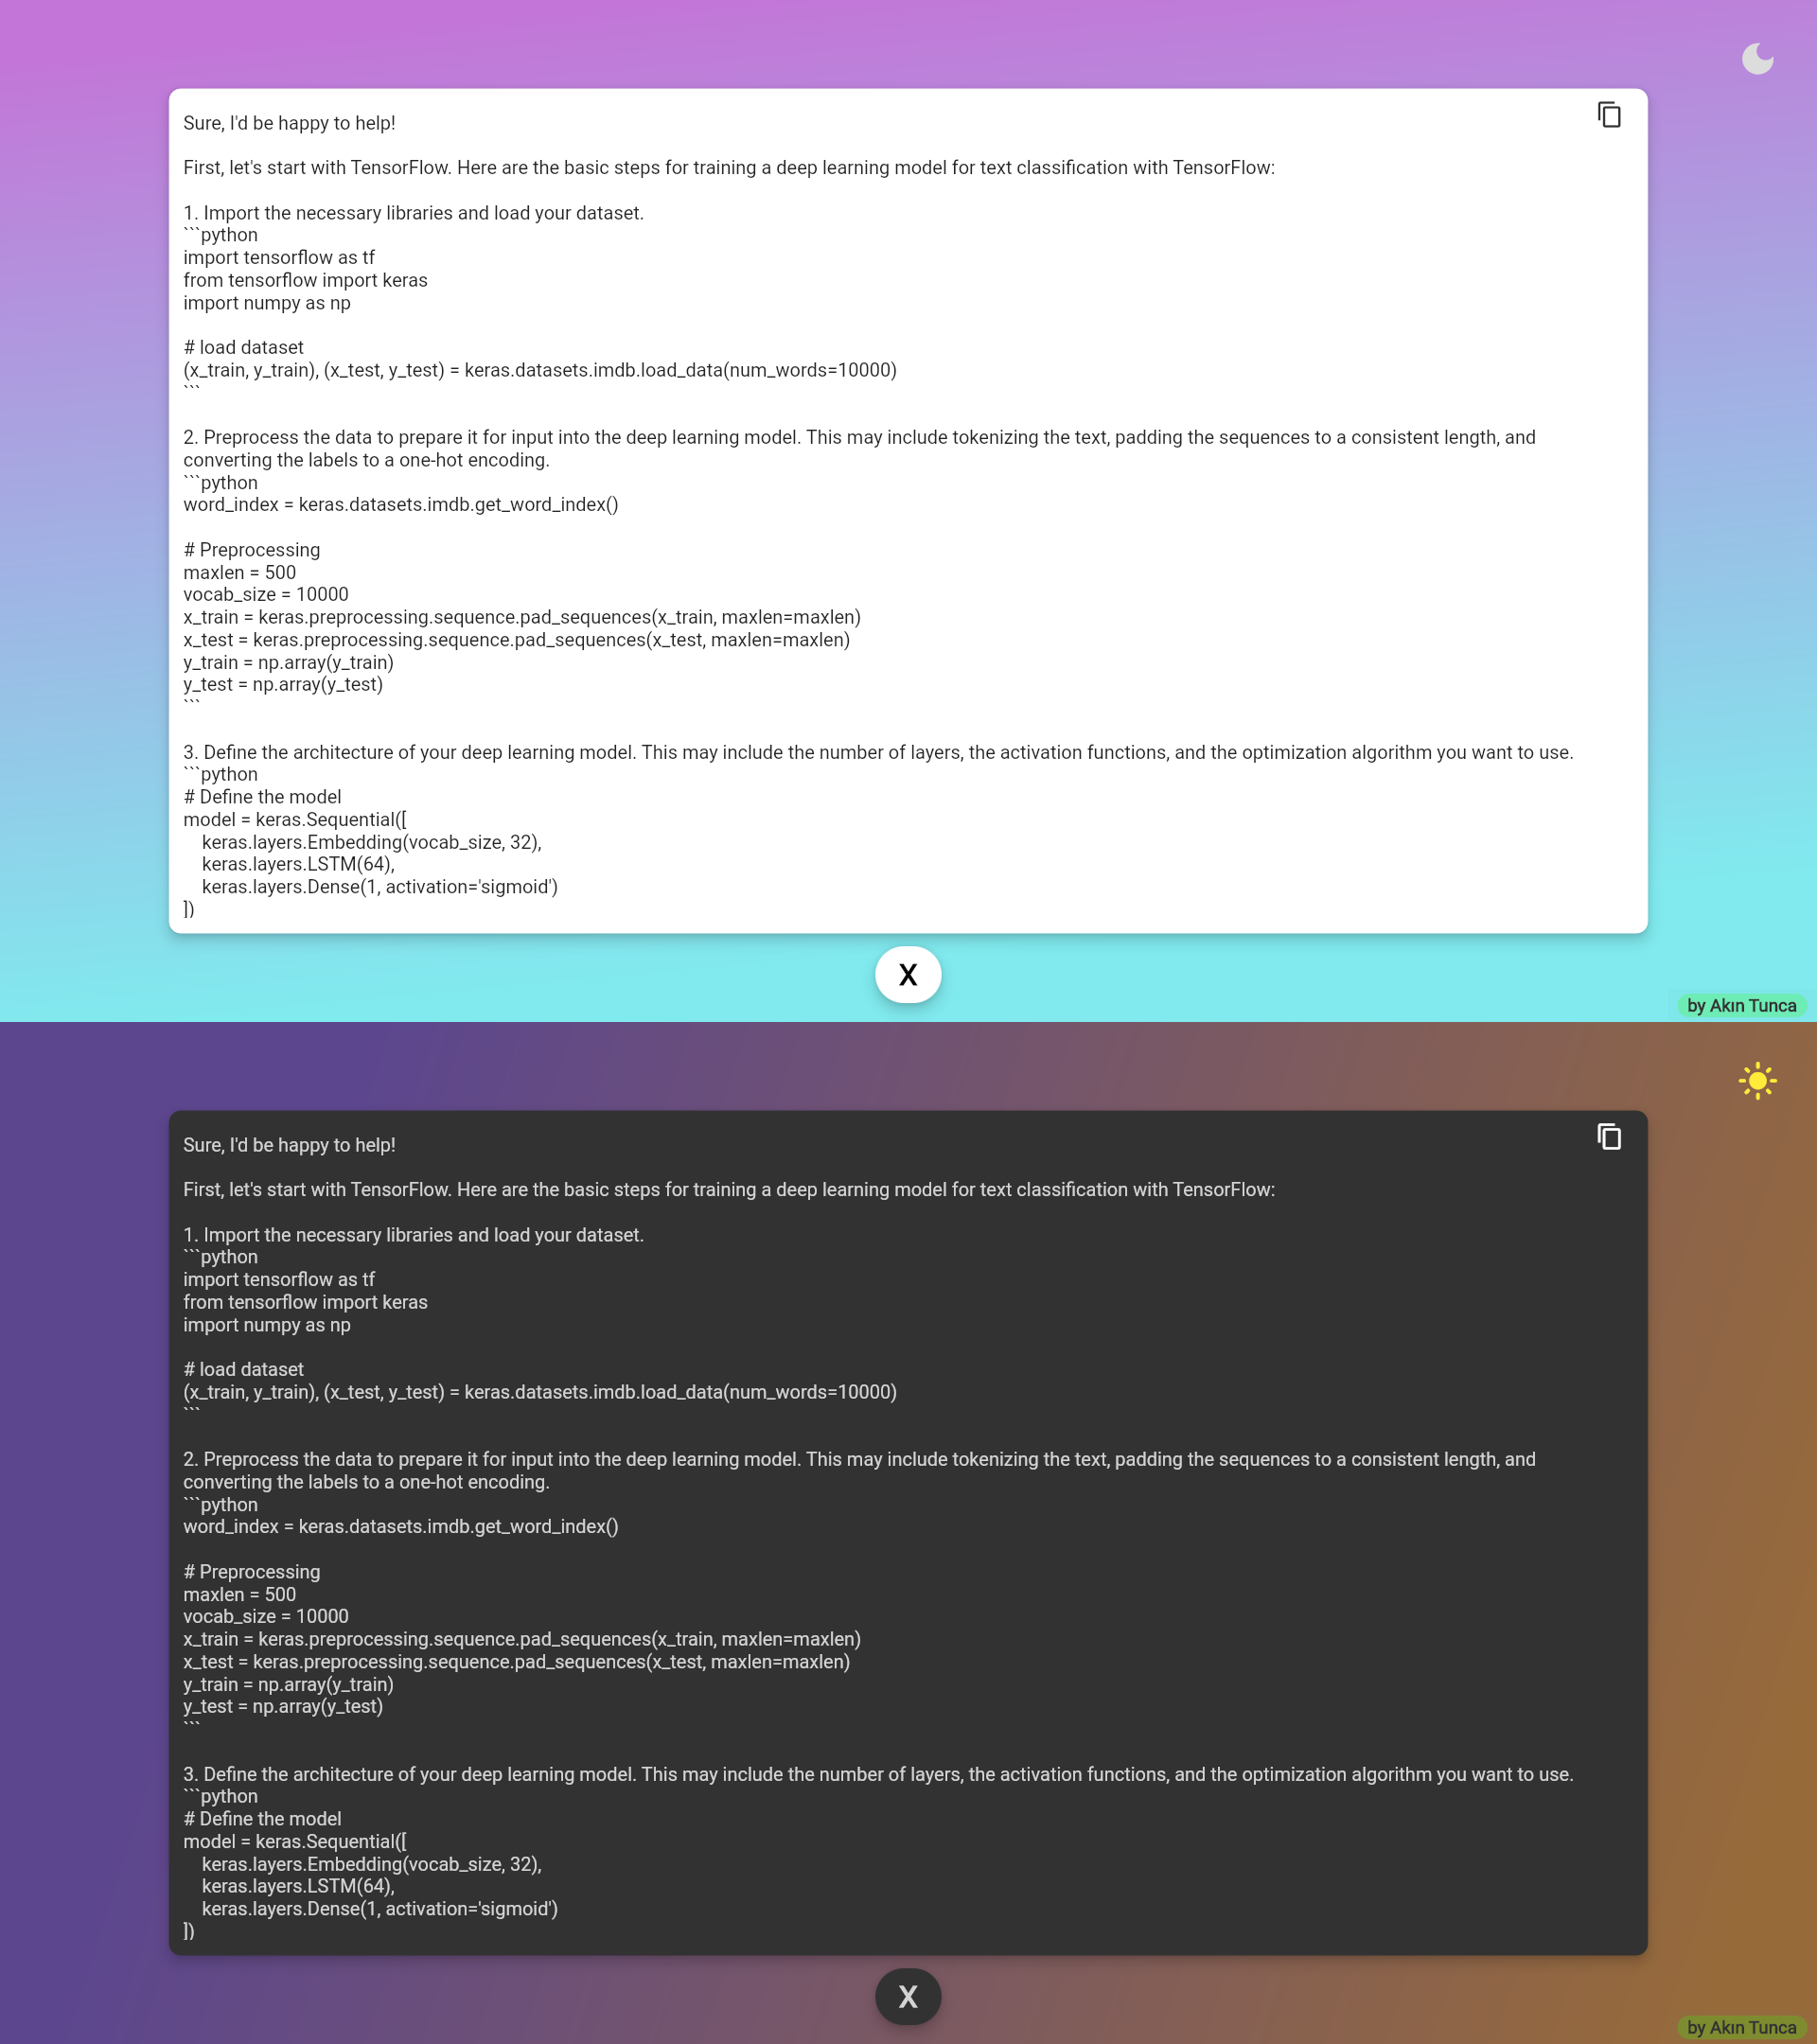 Sure, I'd be happy to help!
First, let's start with TensorFlow. Here are the basic steps for training a deep learning model for text classification with TensorFlow:
1. Import the necessary libraries and load your dataset.
```python
import tensorflow as tf
from tensorflow import keras
import numpy as np
# load dataset
(x_train, y_train), (x_test, y_test) = keras.datasets.imdb.load_data(num_words=10000)
```
2. Preprocess the data to prepare it for input into the deep learning model. This may include tokenizing the text, padding the sequences to a consistent length, and
converting the labels to a one-hot encoding.
```python
word_index = keras.datasets.imdb.get_word_index()
# Preprocessing
maxlen = 500
vocab_size = 10000
x_train = keras.preprocessing.sequence.pad_sequences(x_train, maxlen=maxlen)
x_test = keras.preprocessing.sequence.pad_sequences(x_test, maxlen=maxlen)
y_train = np.array(y_train)
y_test = np.array(y_test)
```
3. Define the architecture of your deep learning model. This may include the number of layers, the activation functions, and the optimization algorithm you want to use.
```python
# Define the model
model = keras.Sequential([
    keras.layers.Embedding(vocab_size, 32),
    keras.layers.LSTM(64),
    keras.layers.Dense(1, activation='sigmoid')
])
X
by Akın Tunca
Sure, I'd be happy to help!
First, let's start with TensorFlow. Here are the basic steps for training a deep learning model for text classification with TensorFlow:
1. Import the necessary libraries and load your dataset.
```python
import tensorflow as tf
from tensorflow import keras
import numpy as np
# load dataset
(x_train, y_train), (x_test, y_test) = keras.datasets.imdb.load_data(num_words=10000)
```
2. Preprocess the data to prepare it for input into the deep learning model. This may include tokenizing the text, padding the sequences to a consistent length, and
converting the labels to a one-hot encoding.
```python
word_index = keras.datasets.imdb.get_word_index()
# Preprocessing
maxlen = 500
vocab_size = 10000
x_train = keras.preprocessing.sequence.pad_sequences(x_train, maxlen=maxlen)
x_test = keras.preprocessing.sequence.pad_sequences(x_test, maxlen=maxlen)
y_train = np.array(y_train)
y_test = np.array(y_test)
```
3. Define the architecture of your deep learning model. This may include the number of layers, the activation functions, and the optimization algorithm you want to use.
```python
# Define the model
model = keras.Sequential([
    keras.layers.Embedding(vocab_size, 32),
    keras.layers.LSTM(64),
    keras.layers.Dense(1, activation='sigmoid')
])
X
by Akın Tunca